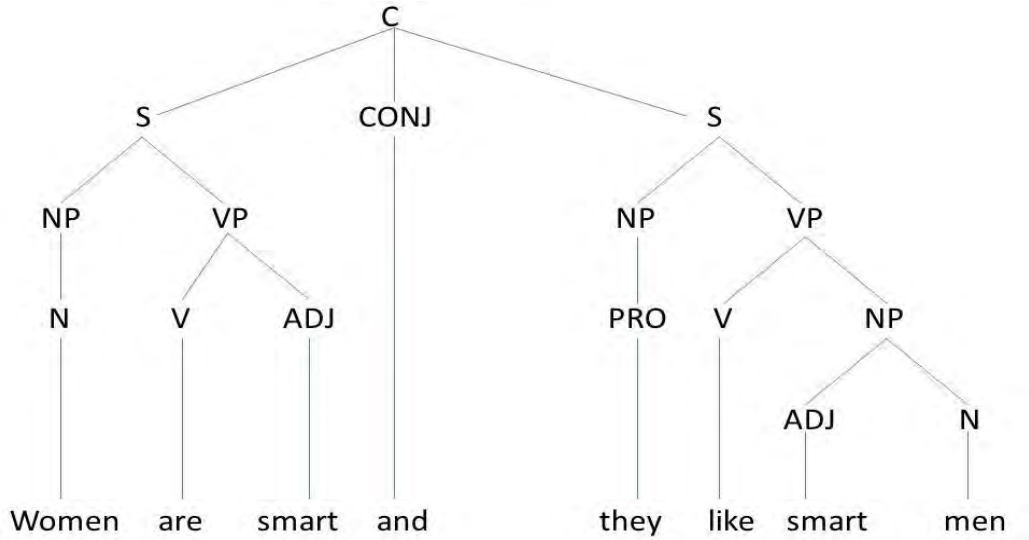 C
S CONJ S
NP VP NP VP
N V ADJ PRO V NP
ADJ N
Women are smart and they like smart men